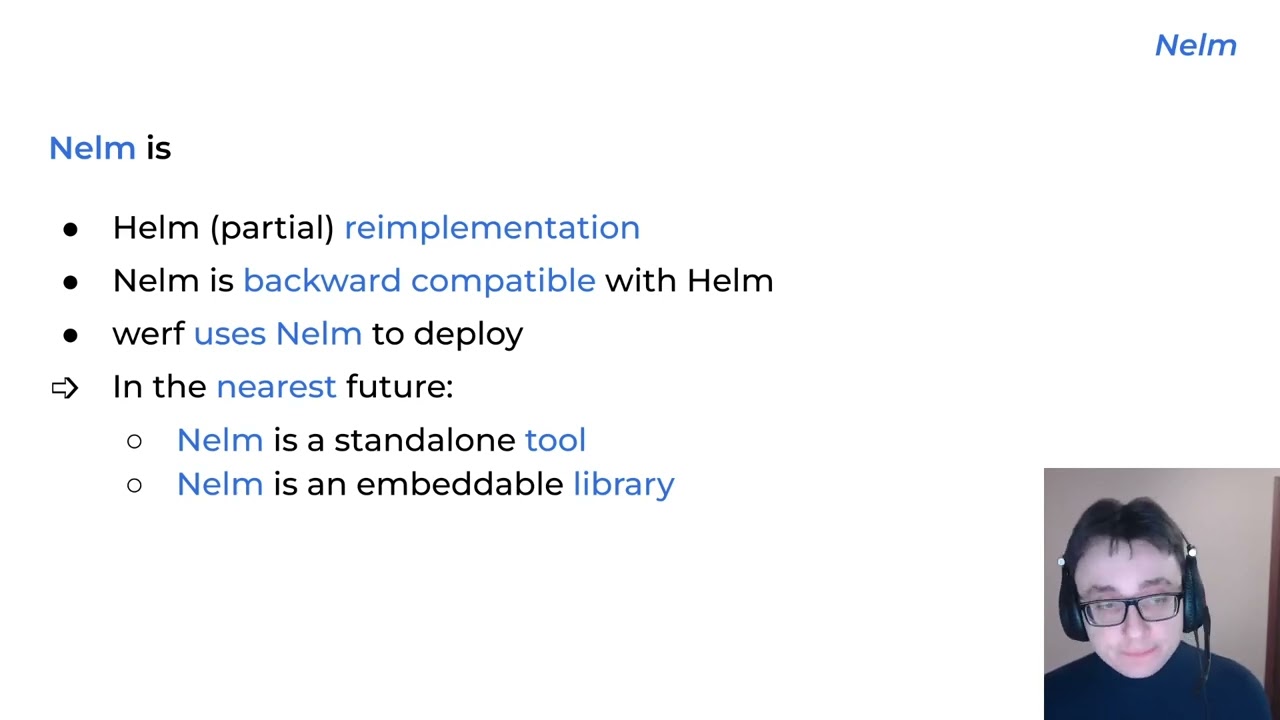 Nelm
Nelm is
● Helm (partial) reimplementation
● Nelm is backward compatible with Helm
● werf uses Nelm to deploy
⇨ In the nearest future:
○ Nelm is a standalone tool
○ Nelm is an embeddable library